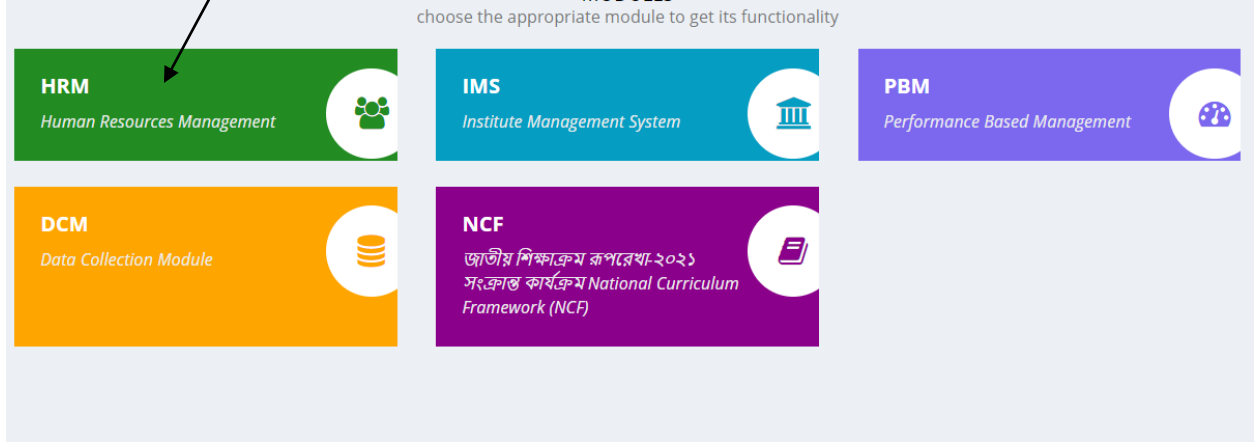 choose the appropriate module to get its functionality
HRM
Human Resources Management
IMS
Institute Management System
PBM
Performance Based Management
DCM
Data Collection Module
NCF
জাতীয় শিক্ষাক্রম রূপরেখা-২০২১
সংক্রান্ত কার্যক্রম National Curriculum
Framework (NCF)